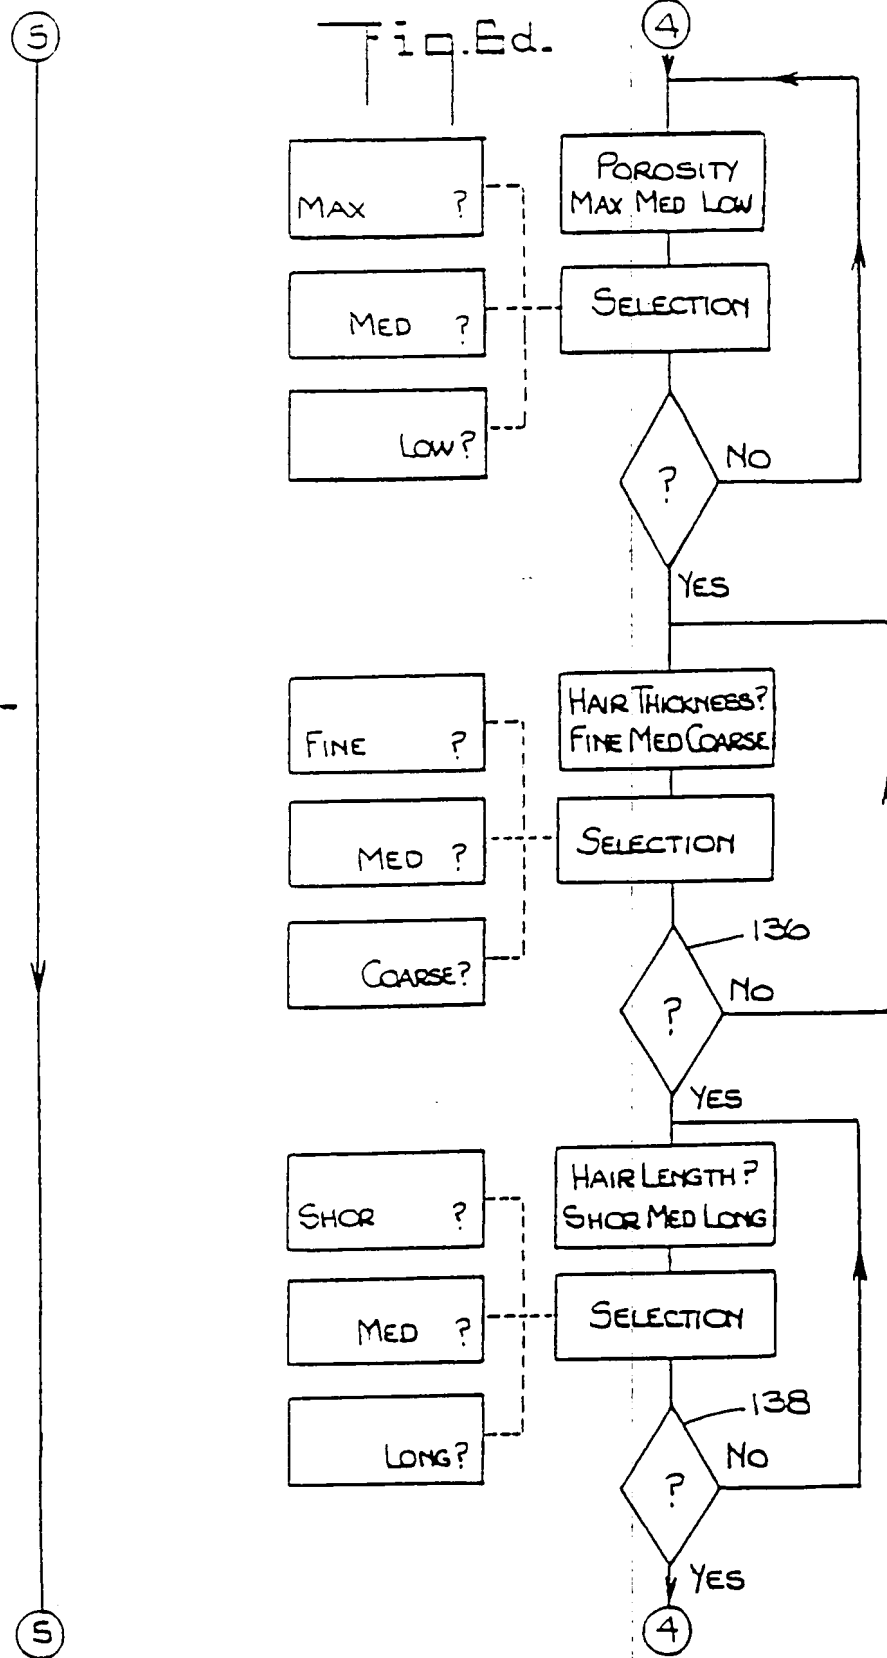 5
Fig.6d.
4
POROSITY
MAX MED LOW
MAX ?
MED ?
SELECTION
LOW?
?
NO
YES
HAIR THICKNESS?
FINE MED COARSE
FINE ?
MED ?
SELECTION
COARSE?
136
?
NO
YES
HAIR LENGTH?
SHOR MED LONG
SHOR ?
MED ?
SELECTION
LONG?
138
?
NO
YES
5
4